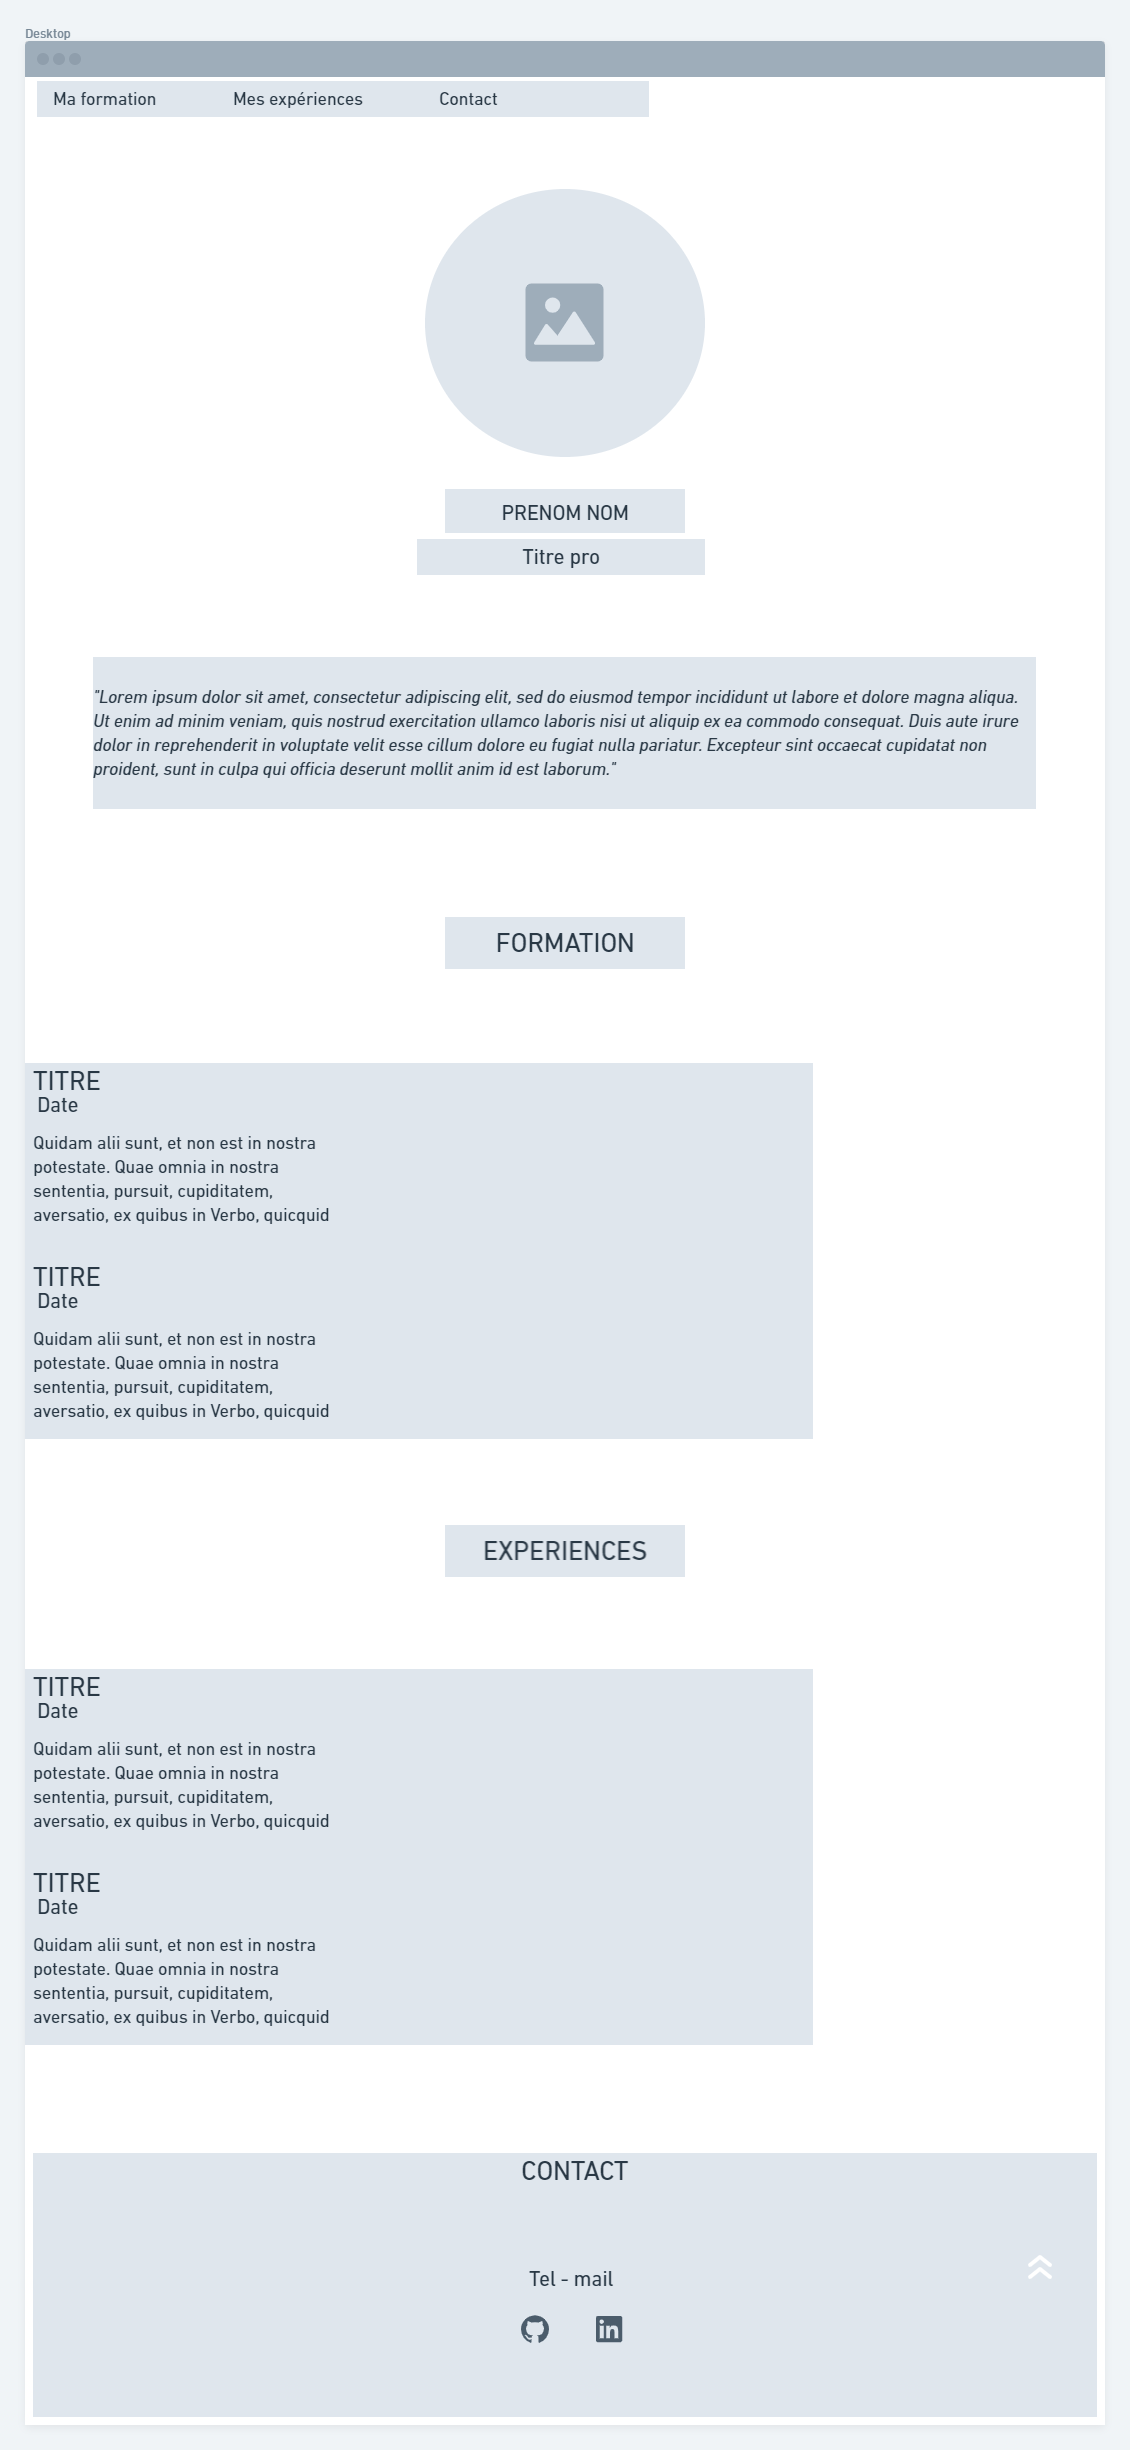 Desktop
Ma formation Mes expériences Contact
PRENOM NOM
Titre pro
"Lorem ipsum dolor sit amet, consectetur adipiscing elit, sed do eiusmod tempor incididunt ut labore et dolore magna aliqua.
Ut enim ad minim veniam, quis nostrud exercitation ullamco laboris nisi ut aliquip ex ea commodo consequat. Duis aute irure
dolor in reprehenderit in voluptate velit esse cillum dolore eu fugiat nulla pariatur. Excepteur sint occaecat cupidatat non
proident, sunt in culpa qui officia deserunt mollit anim id est laborum."
FORMATION
TITRE
Date
Quidam alii sunt, et non est in nostra
potestate. Quae omnia in nostra
sententia, pursuit, cupiditatem,
aversatio, ex quibus in Verbo, quicquid
TITRE
Date
Quidam alii sunt, et non est in nostra
potestate. Quae omnia in nostra
sententia, pursuit, cupiditatem,
aversatio, ex quibus in Verbo, quicquid
EXPERIENCES
TITRE
Date
Quidam alii sunt, et non est in nostra
potestate. Quae omnia in nostra
sententia, pursuit, cupiditatem,
aversatio, ex quibus in Verbo, quicquid
TITRE
Date
Quidam alii sunt, et non est in nostra
potestate. Quae omnia in nostra
sententia, pursuit, cupiditatem,
aversatio, ex quibus in Verbo, quicquid
CONTACT
Tel - mail
in